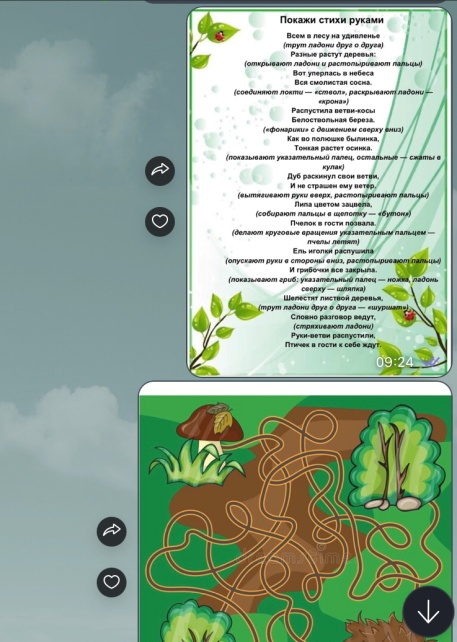 Покажи стихи руками
Всем в лесу на удивленье
(трут ладони друг о друга)
Разные растут деревья:
(открывают ладони и растопыривают пальцы)
Вот уперлась в небеса
Вся смолистая сосна.
(соединяют локти — «ствол», раскрывают ладони —
«крона»)
Распустила ветви-косы
Белоствольная береза.
(«фонарики» с движением сверху вниз)
Как во полюшке былинка,
Тонкая растет осинка.
(показывают указательный палец, остальные — сжаты в
кулак)
Дуб раскинул свои ветви,
И не страшен ему ветер.
(вытягивают руки вверх, растопыривают пальцы)
Липа цветом зацвела,
(собирают пальцы в щепотку — «бутон»)
Пчелок в гости позвала.
(делают круговые вращения указательным пальцем —
пчелы летят)
Ель иголки распушила
(опускают руки в стороны вниз, растопыривают пальцы)
И грибочки все закрыла.
(показывают гриб: указательный палец — ножка, ладонь
сверху — шляпка)
Шелестят листвой деревья,
(трут ладони друг о друга — «шуршат»)
Словно разговор ведут,
(стряхивают ладони)
Руки-ветви распустили,
Птичек в гости к себе ждут.
09:24